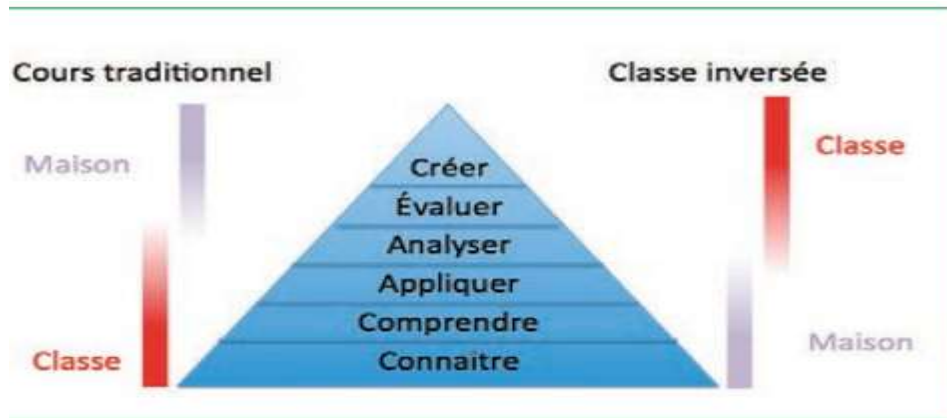 Cours traditionnel
Classe inversée
Maison
Classe
Créer
Évaluer
Analyser
Appliquer
Comprendre
Connaitre
Classe
Maison